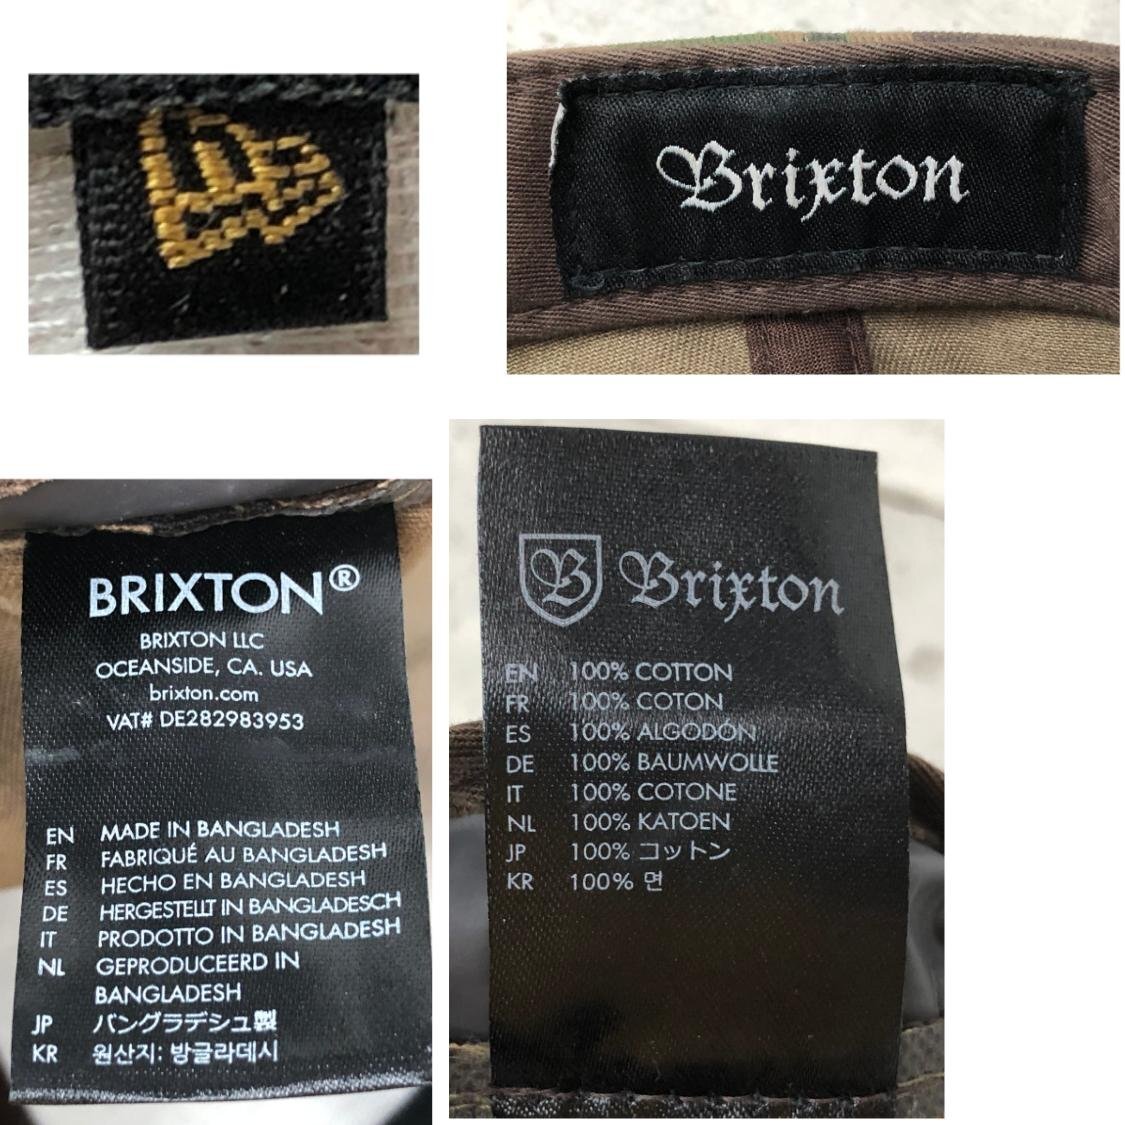 Brixton
BRIXTON®
BRIXTON LLC
OCEANSIDE, CA. USA
brixton.com
VAT# DE282983953
EN MADE IN BANGLADESH
FR FABRIQUÉ AU BANGLADESH
ES HECHO EN BANGLADESH
DE HERGESTELLT IN BANGLADESCH
IT PRODOTTO IN BANGLADESH
NL GEPRODUCEERD IN
BANGLADESH
JP バングラデシュ製
KR 원산지: 방글라데시
B Brixton
EN 100% COTTON
FR 100% COTON
ES 100% ALGODÓN
DE 100% BAUMWOLLE
IT 100% COTONE
NL 100% KATOEN
JP 100% コットン
KR 100% 면